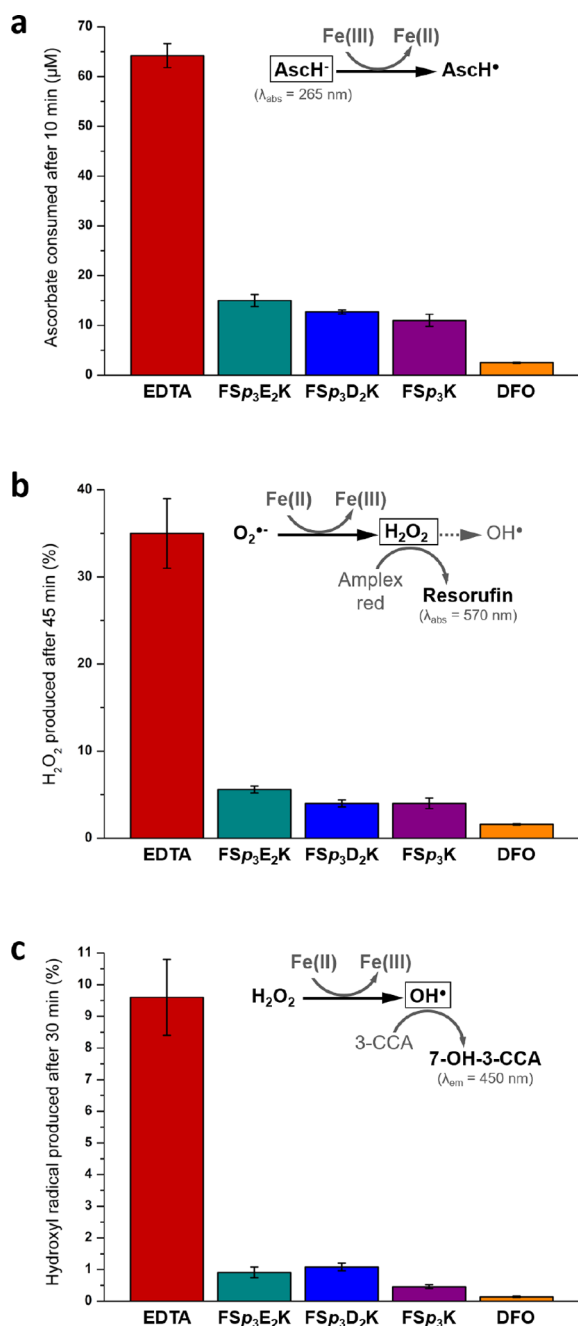 a
Ascorbate consumed after 10 min (µM)
70
60
50
40
30
20
10
0
Fe(III) Fe(II)
AscH⁻ AscH•
(λabs = 265 nm)
EDTA FSp₃E₂K FSp₃D₂K FSp₃K DFO
b
H₂O₂ produced after 45 min (%)
40
35
30
25
20
15
10
5
0
Fe(II) Fe(III)
O₂•⁻ H₂O₂ OH•
Amplex
red
Resorufin
(λabs = 570 nm)
EDTA FSp₃E₂K FSp₃D₂K FSp₃K DFO
c
Hydroxyl radical produced after 30 min (%)
11
10
9
8
7
6
5
4
3
2
1
0
Fe(II) Fe(III)
H₂O₂ OH•
3-CCA
7-OH-3-CCA
(λem = 450 nm)
EDTA FSp₃E₂K FSp₃D₂K FSp₃K DFO